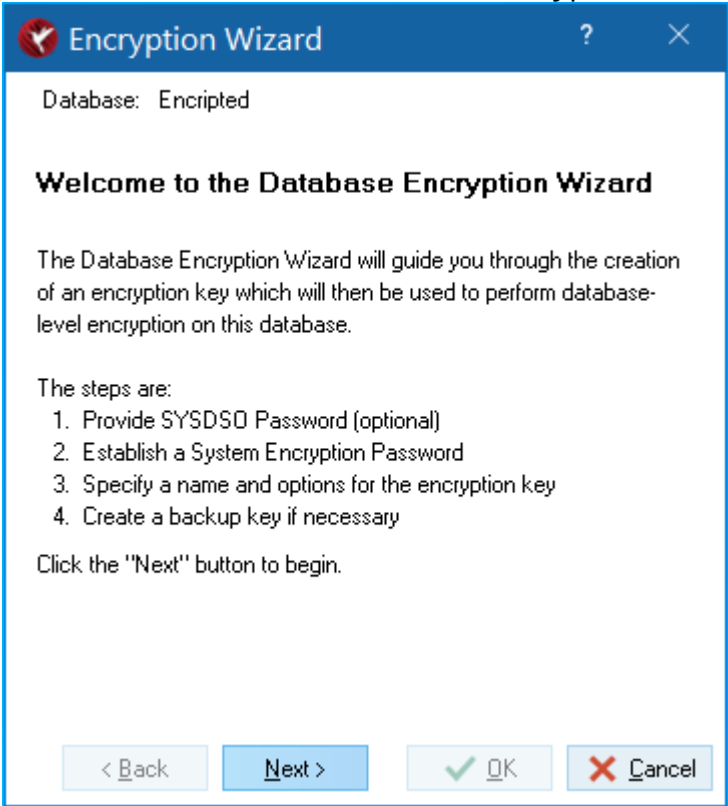 Encryption Wizard ?
Database: Encripted
Welcome to the Database Encryption Wizard
The Database Encryption Wizard will guide you through the creation
of an encryption key which will then be used to perform database-
level encryption on this database.
The steps are:
1. Provide SYSDSO Password (optional)
2. Establish a System Encryption Password
3. Specify a name and options for the encryption key
4. Create a backup key if necessary
Click the "Next" button to begin.
< Back Next > OK Cancel